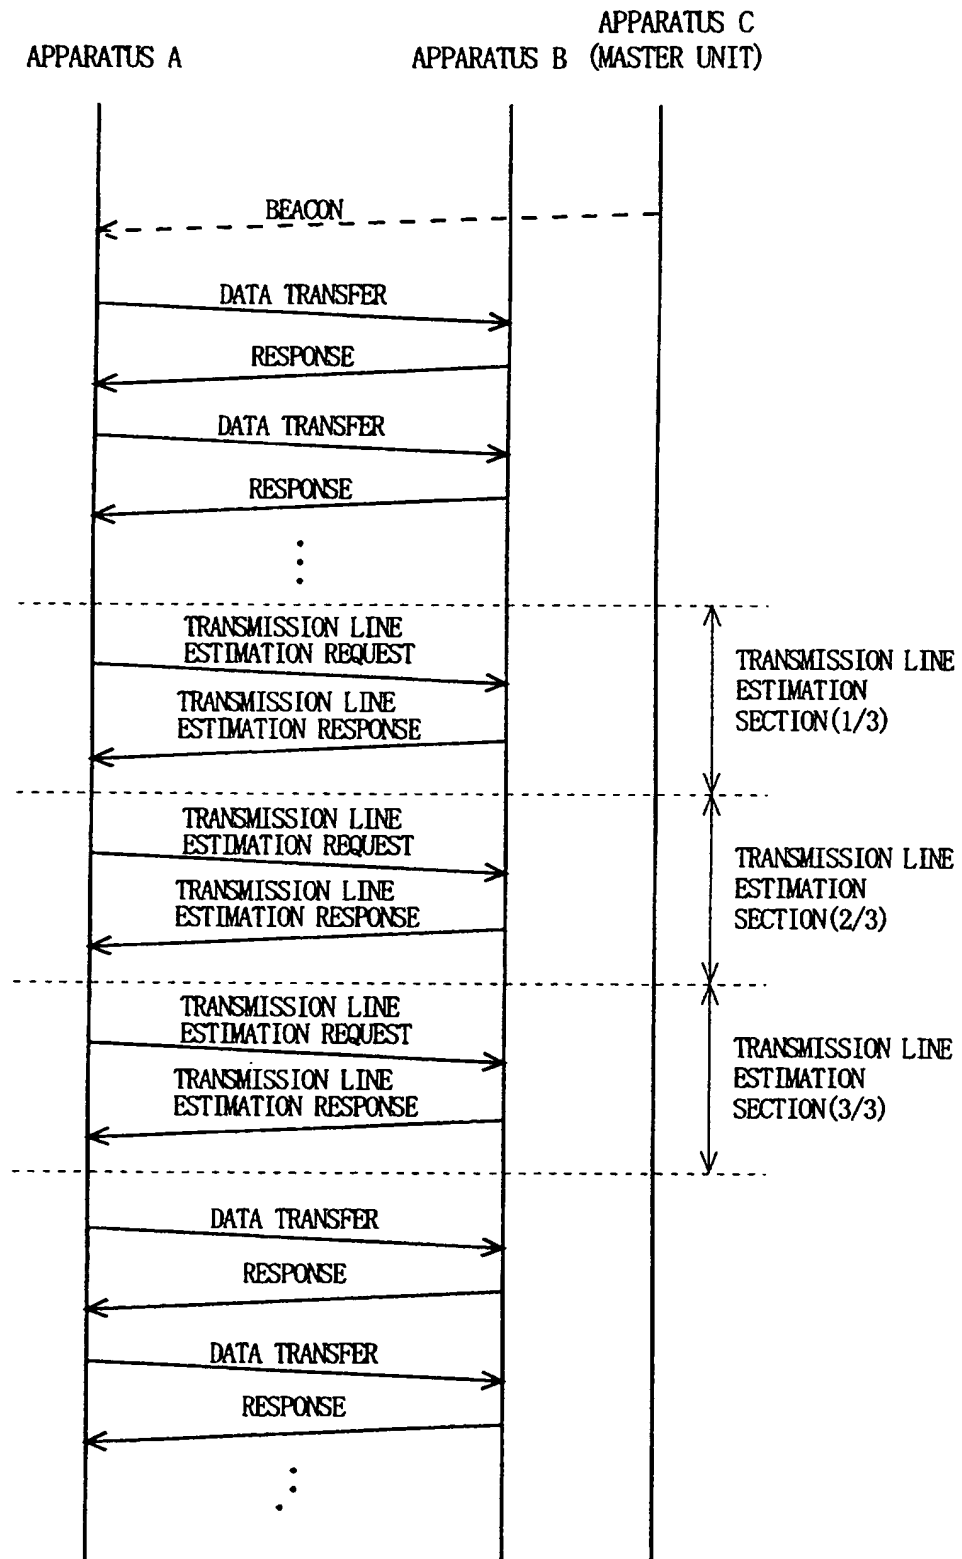 APPARATUS C
APPARATUS A
APPARATUS B (MASTER UNIT)
BEACON
DATA TRANSFER
RESPONSE
DATA TRANSFER
RESPONSE
TRANSMISSION LINE
ESTIMATION REQUEST
TRANSMISSION LINE
ESTIMATION RESPONSE
TRANSMISSION LINE
ESTIMATION
SECTION(1/3)
TRANSMISSION LINE
ESTIMATION REQUEST
TRANSMISSION LINE
ESTIMATION RESPONSE
TRANSMISSION LINE
ESTIMATION
SECTION(2/3)
TRANSMISSION LINE
ESTIMATION REQUEST
TRANSMISSION LINE
ESTIMATION RESPONSE
TRANSMISSION LINE
ESTIMATION
SECTION(3/3)
DATA TRANSFER
RESPONSE
DATA TRANSFER
RESPONSE